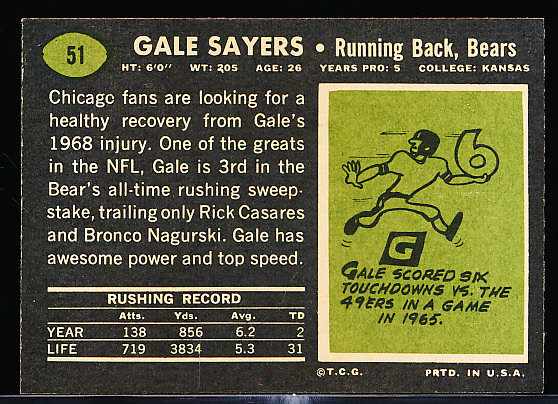 51
GALE SAYERS • Running Back, Bears
HT: 6'0" WT: 205 AGE: 26 YEARS PRO: 5 COLLEGE: KANSAS
Chicago fans are looking for a
healthy recovery from Gale's
1968 injury. One of the greats
in the NFL, Gale is 3rd in the
Bear's all-time rushing sweep-
stake, trailing only Rick Casares
and Bronco Nagurski. Gale has
awesome power and top speed.
RUSHING RECORD
Atts. Yds. Avg. TD
YEAR 138 856 6.2 2
LIFE 719 3834 5.3 31
6
G
GALE SCORED SIX
TOUCHDOWNS VS. THE
49ERS IN A GAME
IN 1965.
©T.C.G. PRTD. IN U.S.A.